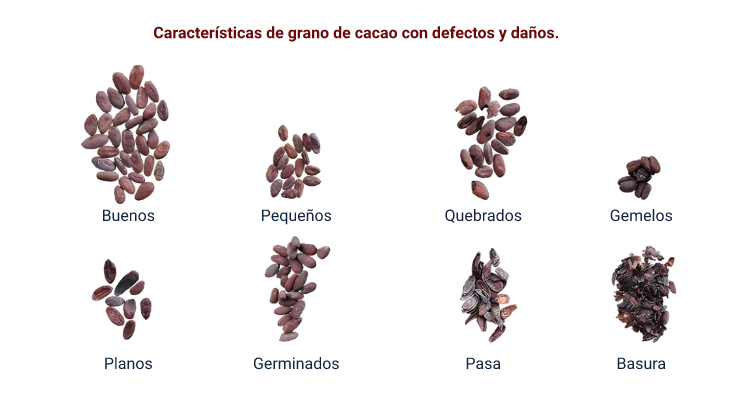 Características de grano de cacao con defectos y daños.
Buenos
Pequeños
Quebrados
Gemelos
Planos
Germinados
Pasa
Basura